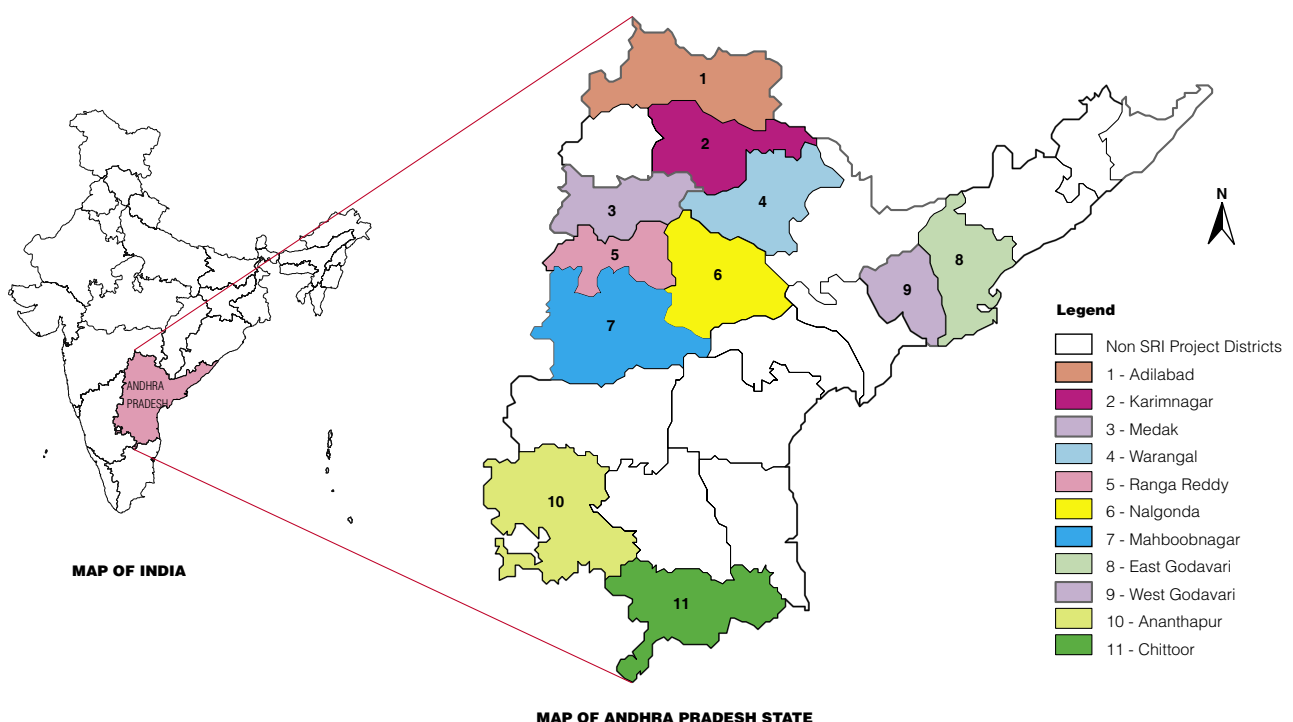 1
2
3
4
5
6
7
8
9
10
11
N
ANDHRA
PRADESH
MAP OF INDIA
MAP OF ANDHRA PRADESH STATE
Legend
Non SRI Project Districts
1 - Adilabad
2 - Karimnagar
3 - Medak
4 - Warangal
5 - Ranga Reddy
6 - Nalgonda
7 - Mahboobnagar
8 - East Godavari
9 - West Godavari
10 - Ananthapur
11 - Chittoor